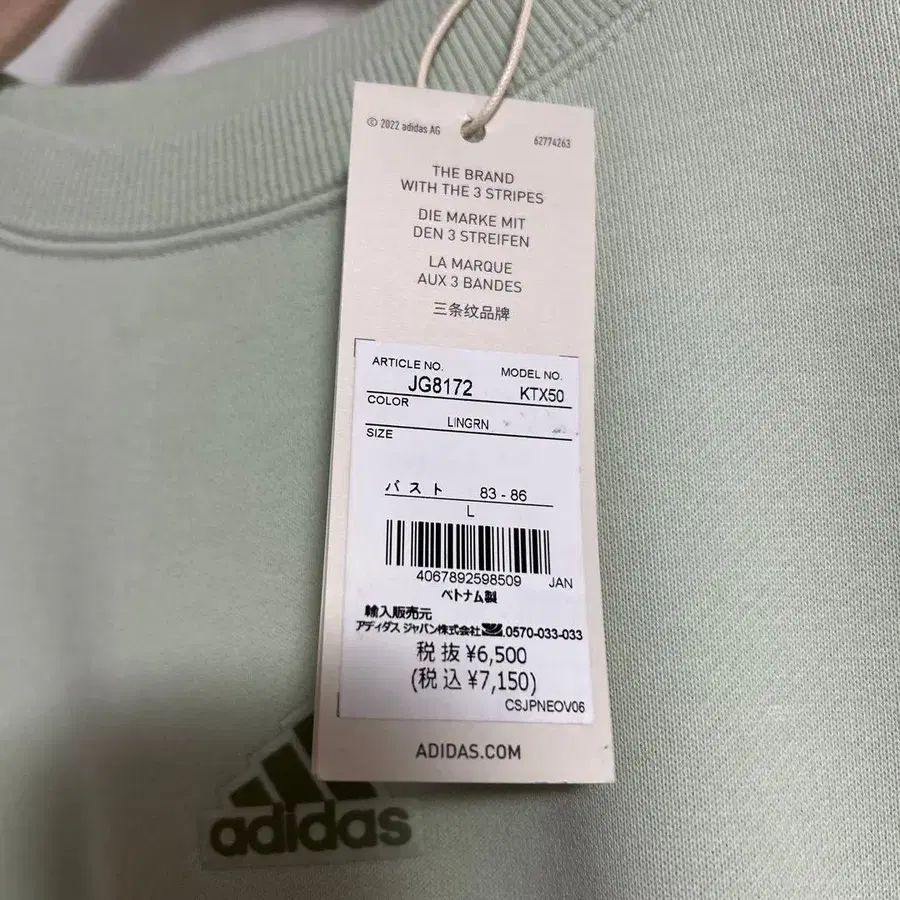 © 2022 adidas AG
62774263
THE BRAND
WITH THE 3 STRIPES
DIE MARKE MIT
DEN 3 STREIFEN
LA MARQUE
AUX 3 BANDES
三条纹品牌
ARTICLE NO. MODEL NO.
JG8172 KTX50
COLOR
LINGRN
SIZE
バスト 83 - 86
L
4067892598509 JAN
ベトナム製
輸入販売元
アディダス ジャパン株式会社 0570-033-033
税抜 ¥6,500
(税込 ¥7,150)
CSJPNEOV06
ADIDAS.COM
adidas